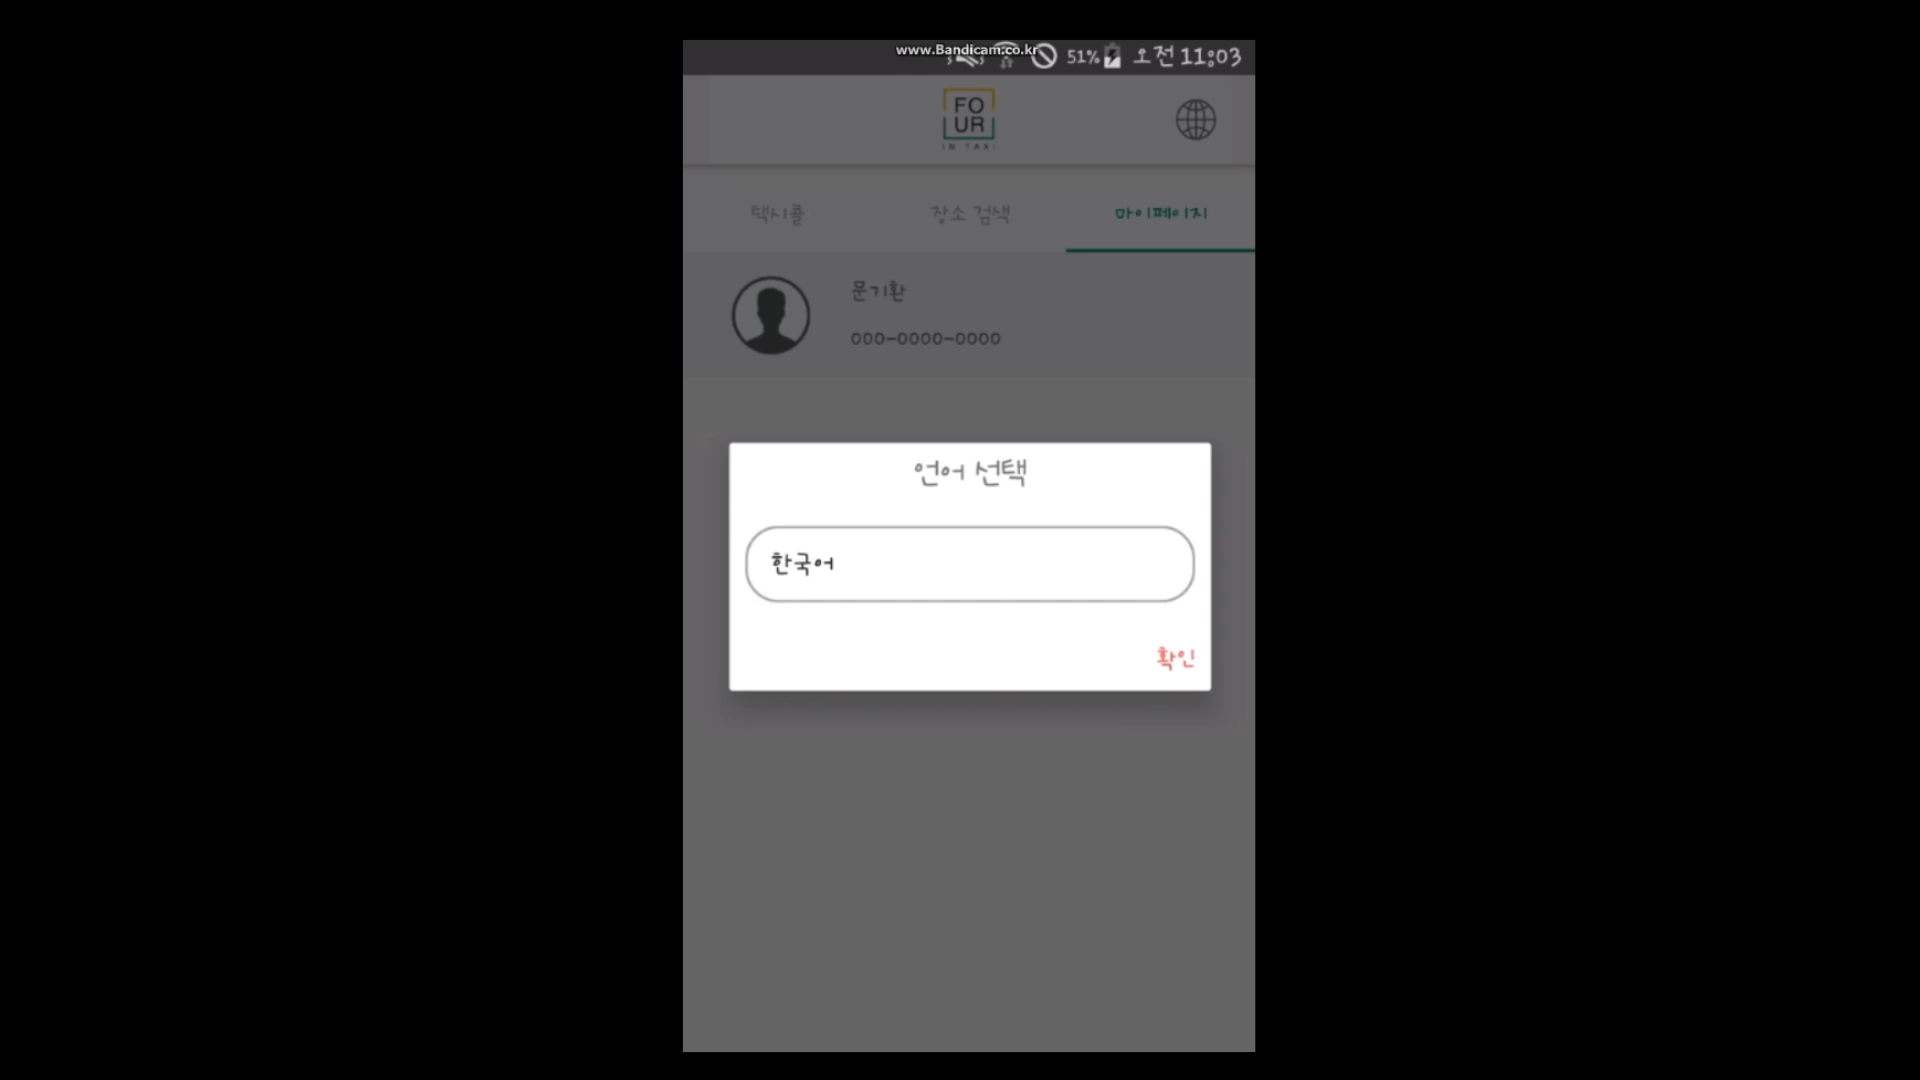 www.Bandicam.co.kr
51% 오전 11:03
FO
UR
IN TAXI
택시콜 장소 검색 마이페이지
문기환
000-0000-0000
언어 선택
한국어
확인